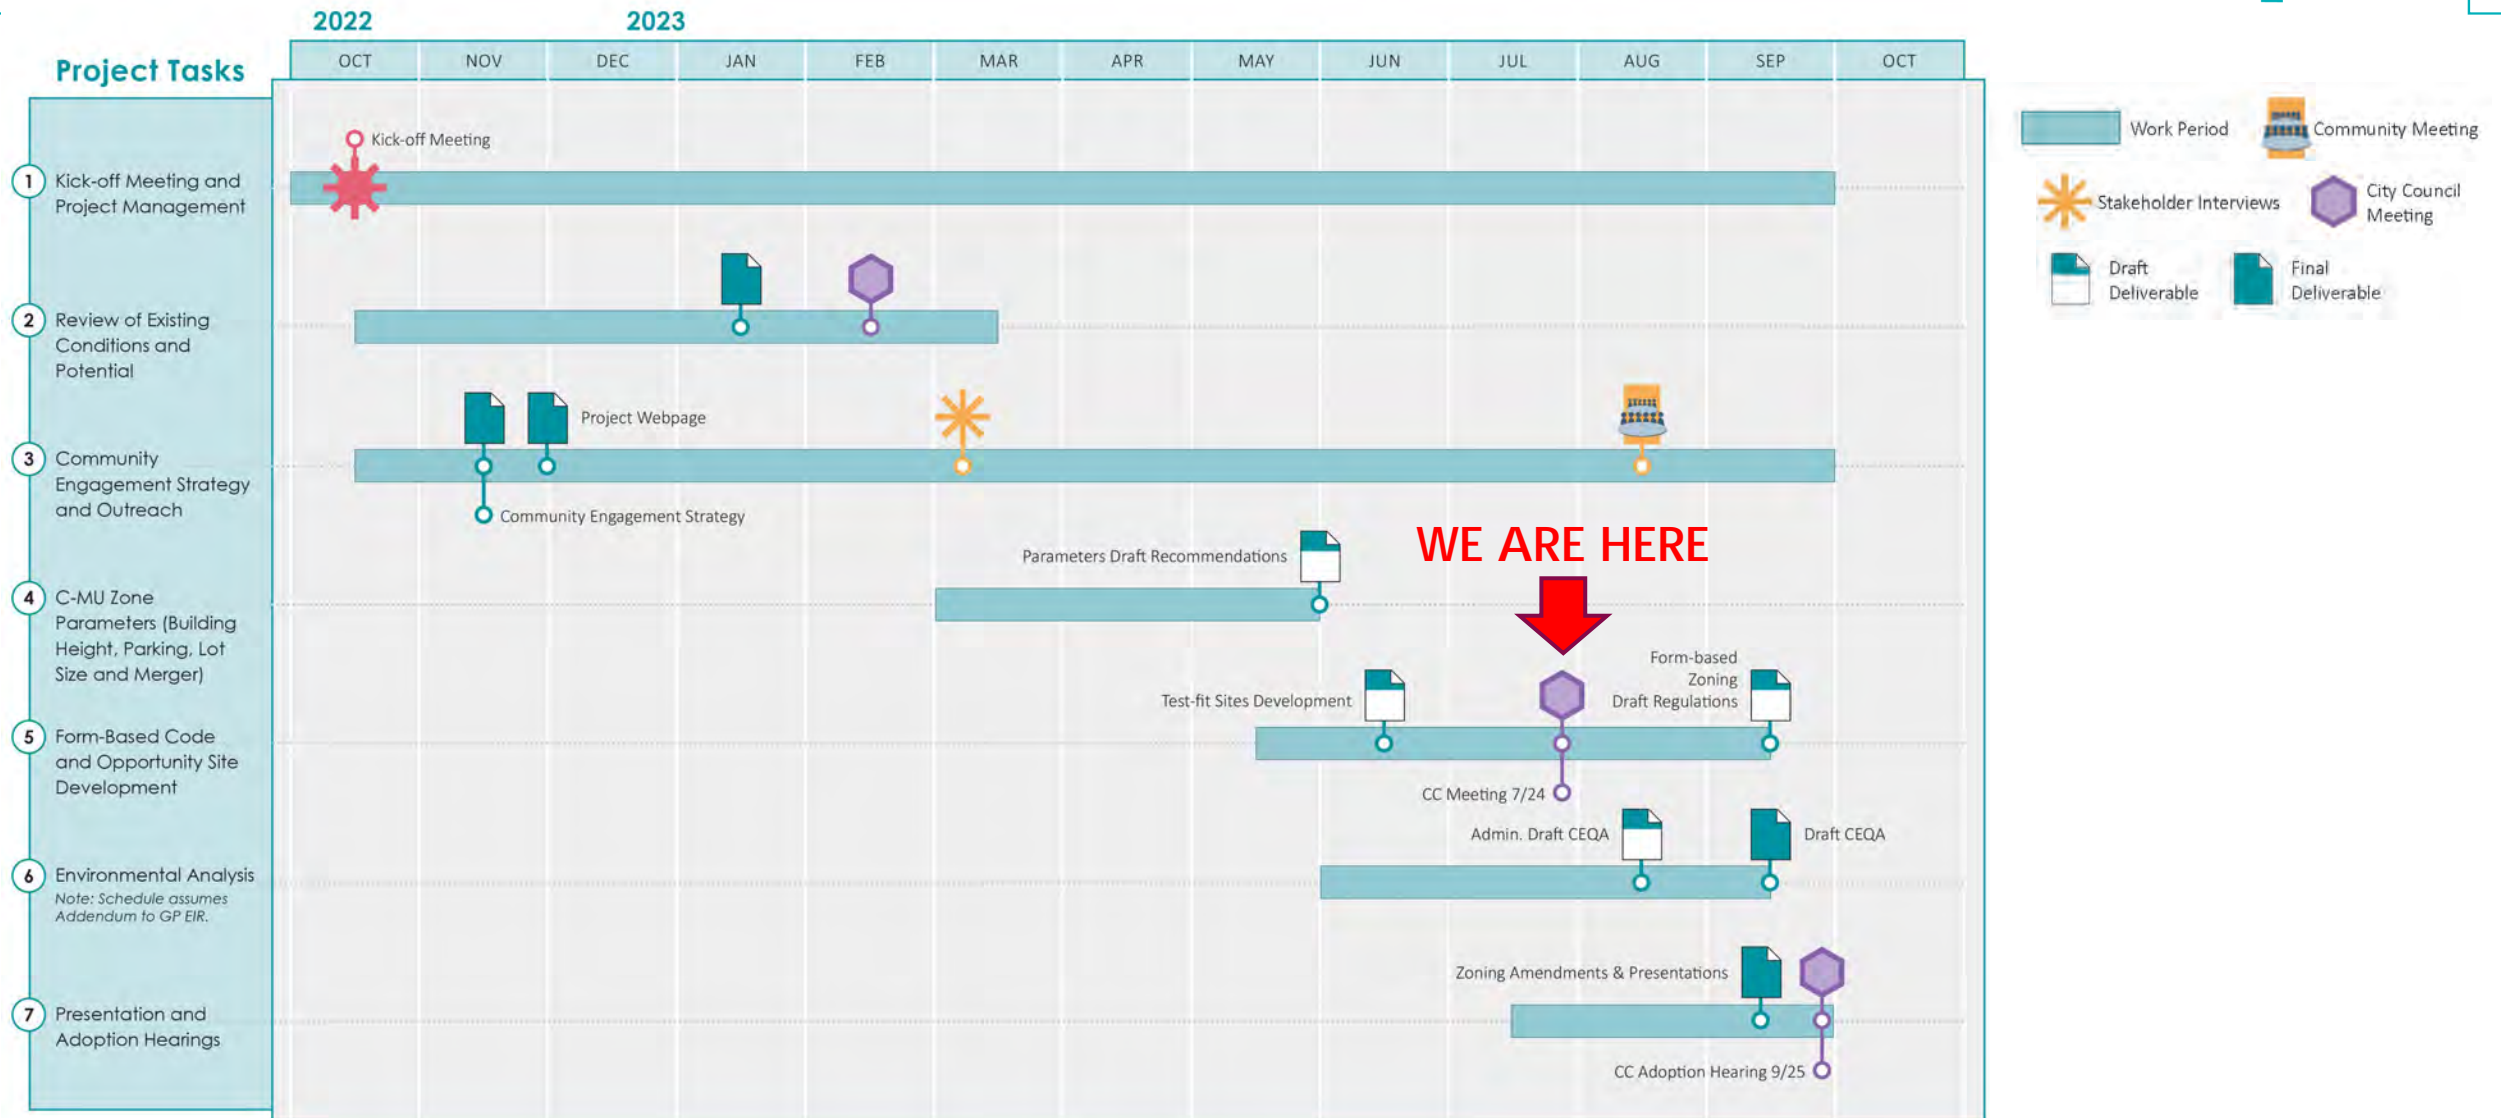 2022
2023
Project Tasks
OCT
NOV
DEC
JAN
FEB
MAR
APR
MAY
JUN
JUL
AUG
SEP
OCT
Work Period
Community Meeting
Stakeholder Interviews
City Council
Meeting
Draft
Deliverable
Final
Deliverable
Kick-off Meeting
1
Kick-off Meeting and
Project Management
2
Review of Existing
Conditions and
Potential
Project Webpage
3
Community
Engagement Strategy
and Outreach
Community Engagement Strategy
WE ARE HERE
Parameters Draft Recommendations
4
C-MU Zone
Parameters (Building
Height, Parking, Lot
Size and Merger)
Form-based
Zoning
Draft Regulations
Test-fit Sites Development
5
Form-Based Code
and Opportunity Site
Development
CC Meeting 7/24
Admin. Draft CEQA
Draft CEQA
6
Environmental Analysis
Note: Schedule assumes
Addendum to GP EIR.
Zoning Amendments & Presentations
7
Presentation and
Adoption Hearings
CC Adoption Hearing 9/25